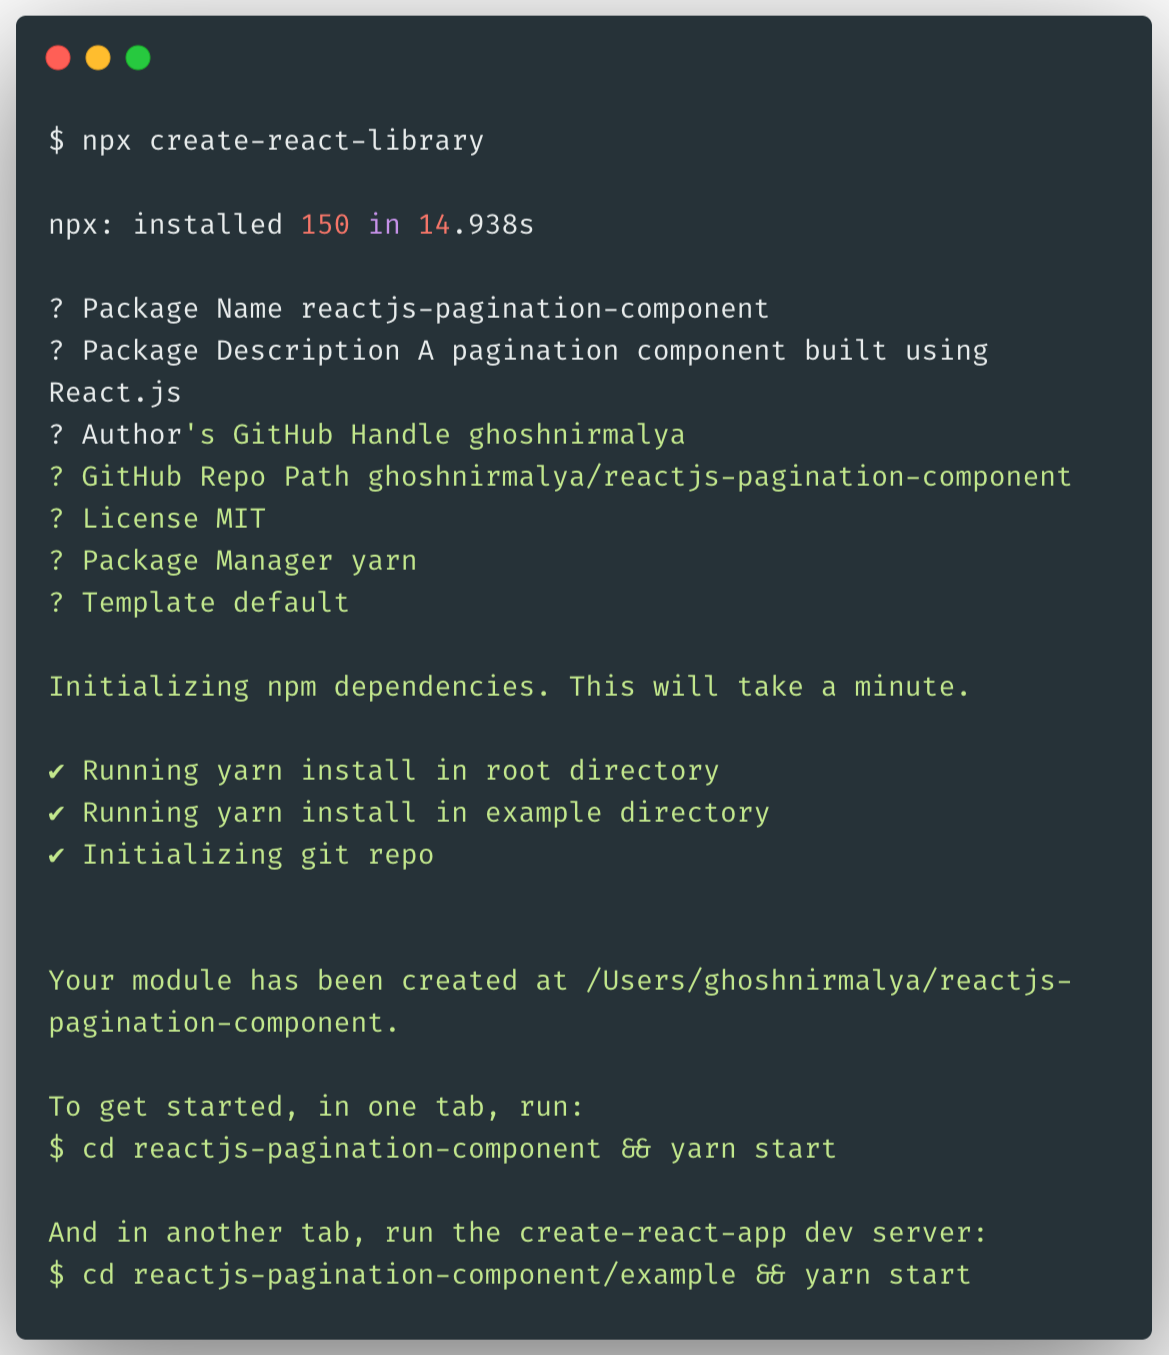 $ npx create-react-library
npx: installed 150 in 14.938s
? Package Name reactjs-pagination-component
? Package Description A pagination component built using
React.js
? Author's GitHub Handle ghoshnirmalya
? GitHub Repo Path ghoshnirmalya/reactjs-pagination-component
? License MIT
? Package Manager yarn
? Template default
Initializing npm dependencies. This will take a minute.
✔ Running yarn install in root directory
✔ Running yarn install in example directory
✔ Initializing git repo
Your module has been created at /Users/ghoshnirmalya/reactjs-
pagination-component.
To get started, in one tab, run:
$ cd reactjs-pagination-component && yarn start
And in another tab, run the create-react-app dev server:
$ cd reactjs-pagination-component/example && yarn start